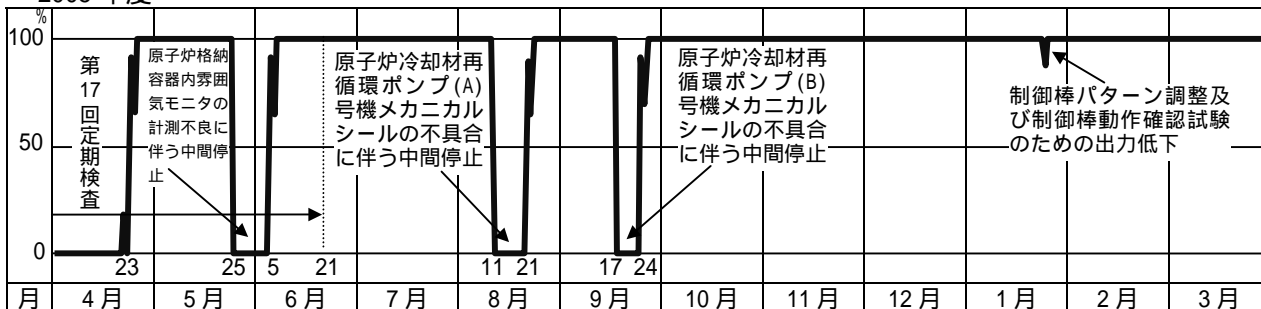 %
100
50
0
第17回定期検査
原子炉格納
容器内雰囲
気モニタの
計測不良に
伴う中間停
止
原子炉冷却材再
循環ポンプ(A)
号機メカニカル
シールの不具合
に伴う中間停止
原子炉冷却材再
循環ポンプ(B)
号機メカニカル
シールの不具合
に伴う中間停止
制御棒パターン調整及
び制御棒動作確認試験
のための出力低下
23 25 5 21 11 21 17 24
月 4月 5月 6月 7月 8月 9月 10月 11月 12月 1月 2月 3月